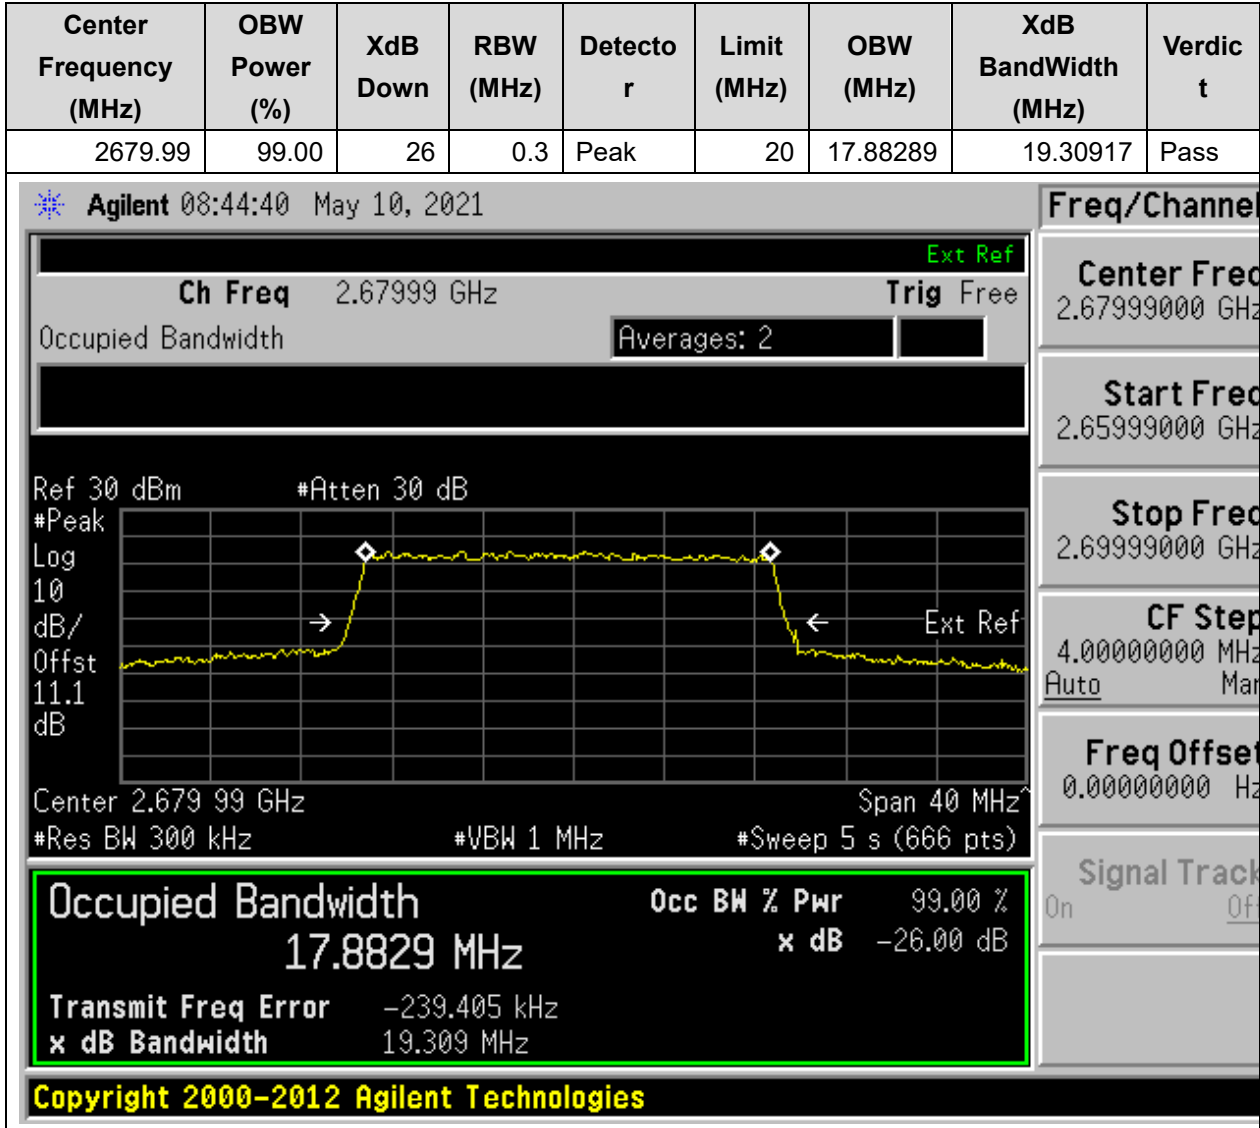 Center Frequency (MHz) OBW Power (%) XdB Down RBW (MHz) Detecto r Limit (MHz) OBW (MHz) XdB BandWidth (MHz) Verdic t
2679.99 99.00 26 0.3 Peak 20 17.88289 19.30917 Pass
Agilent 08:44:40 May 10, 2021
Freq/Channel
Ext Ref
Ch Freq 2.67999 GHz Trig Free
Occupied Bandwidth Averages: 2
Center Freq
2.67999000 GHz
Start Freq
2.65999000 GHz
Stop Freq
2.69999000 GHz
CF Step
4.00000000 MHz
Auto Man
Freq Offset
0.00000000 Hz
Signal Track
On Off
Ref 30 dBm #Atten 30 dB
#Peak
Log
10
dB/
Offst
11.1
dB
Ext Ref
Center 2.679 99 GHz Span 40 MHz^
#Res BW 300 kHz #VBW 1 MHz #Sweep 5 s (666 pts)
Occupied Bandwidth Occ BW % Pwr 99.00 %
17.8829 MHz x dB -26.00 dB
Transmit Freq Error -239.405 kHz
x dB Bandwidth 19.309 MHz
Copyright 2000-2012 Agilent Technologies